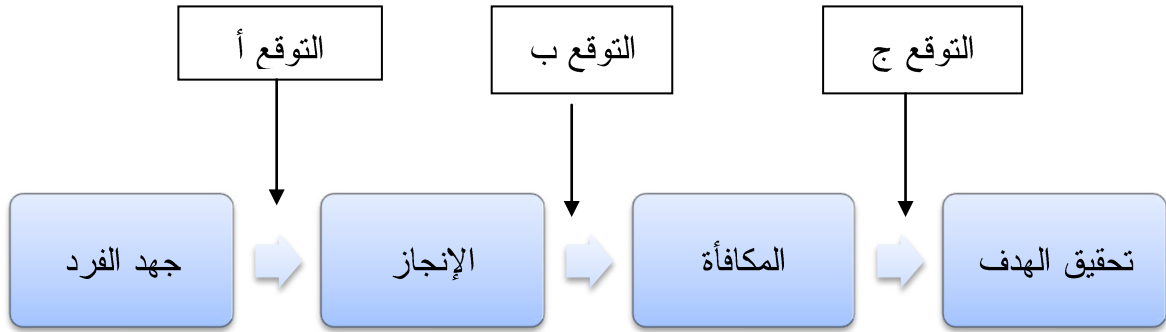 التوقع أ
التوقع ب
التوقع ج
جهد الفرد
الإنجاز
المكافأة
تحقيق الهدف